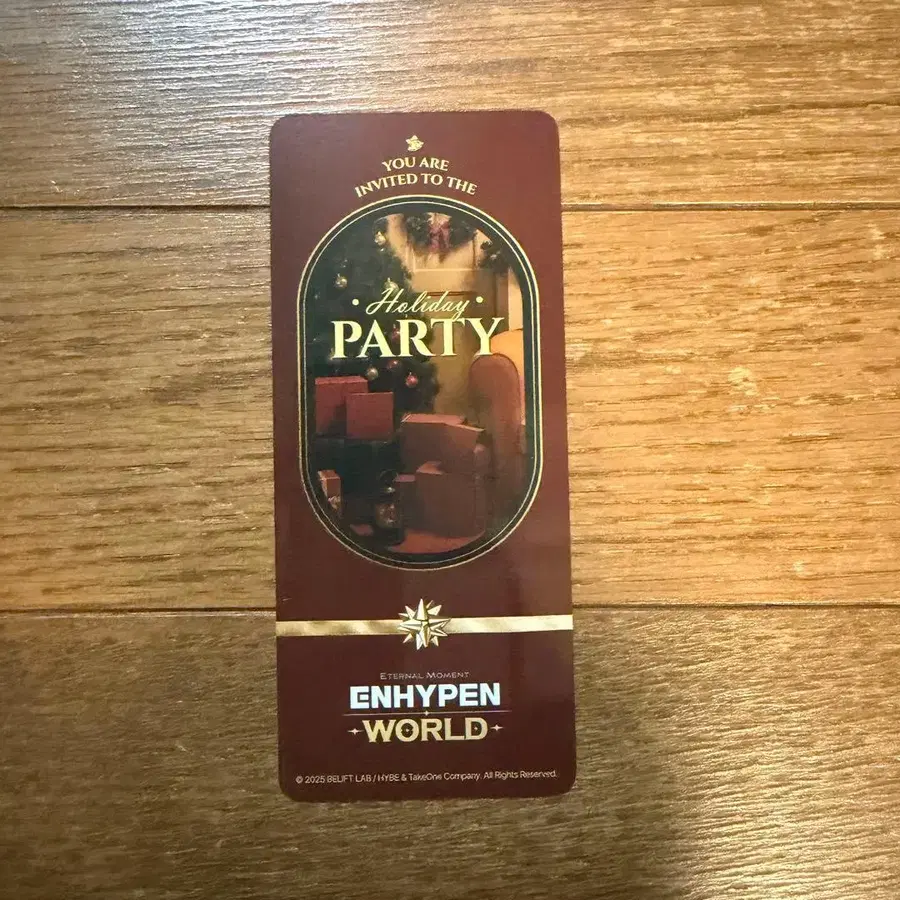 YOU ARE
INVITED TO THE
• Holiday •
PARTY
ETERNAL MOMENT
ENHYPEN
WORLD
© 2025 BELIFT LAB / HYBE & TakeOne Company. All Rights Reserved.